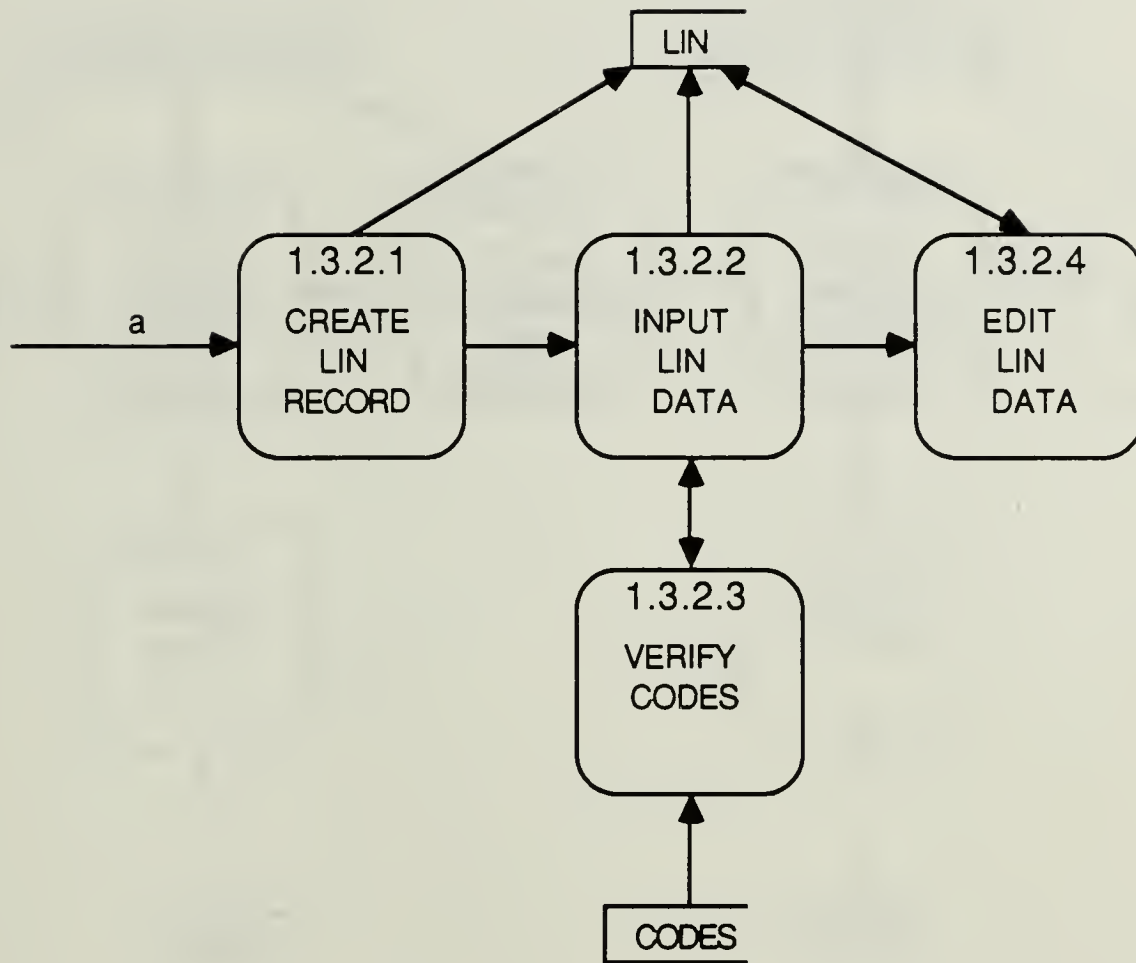 LIN
a
1.3.2.1
CREATE
LIN
RECORD
1.3.2.2
INPUT
LIN
DATA
1.3.2.4
EDIT
LIN
DATA
1.3.2.3
VERIFY
CODES
CODES